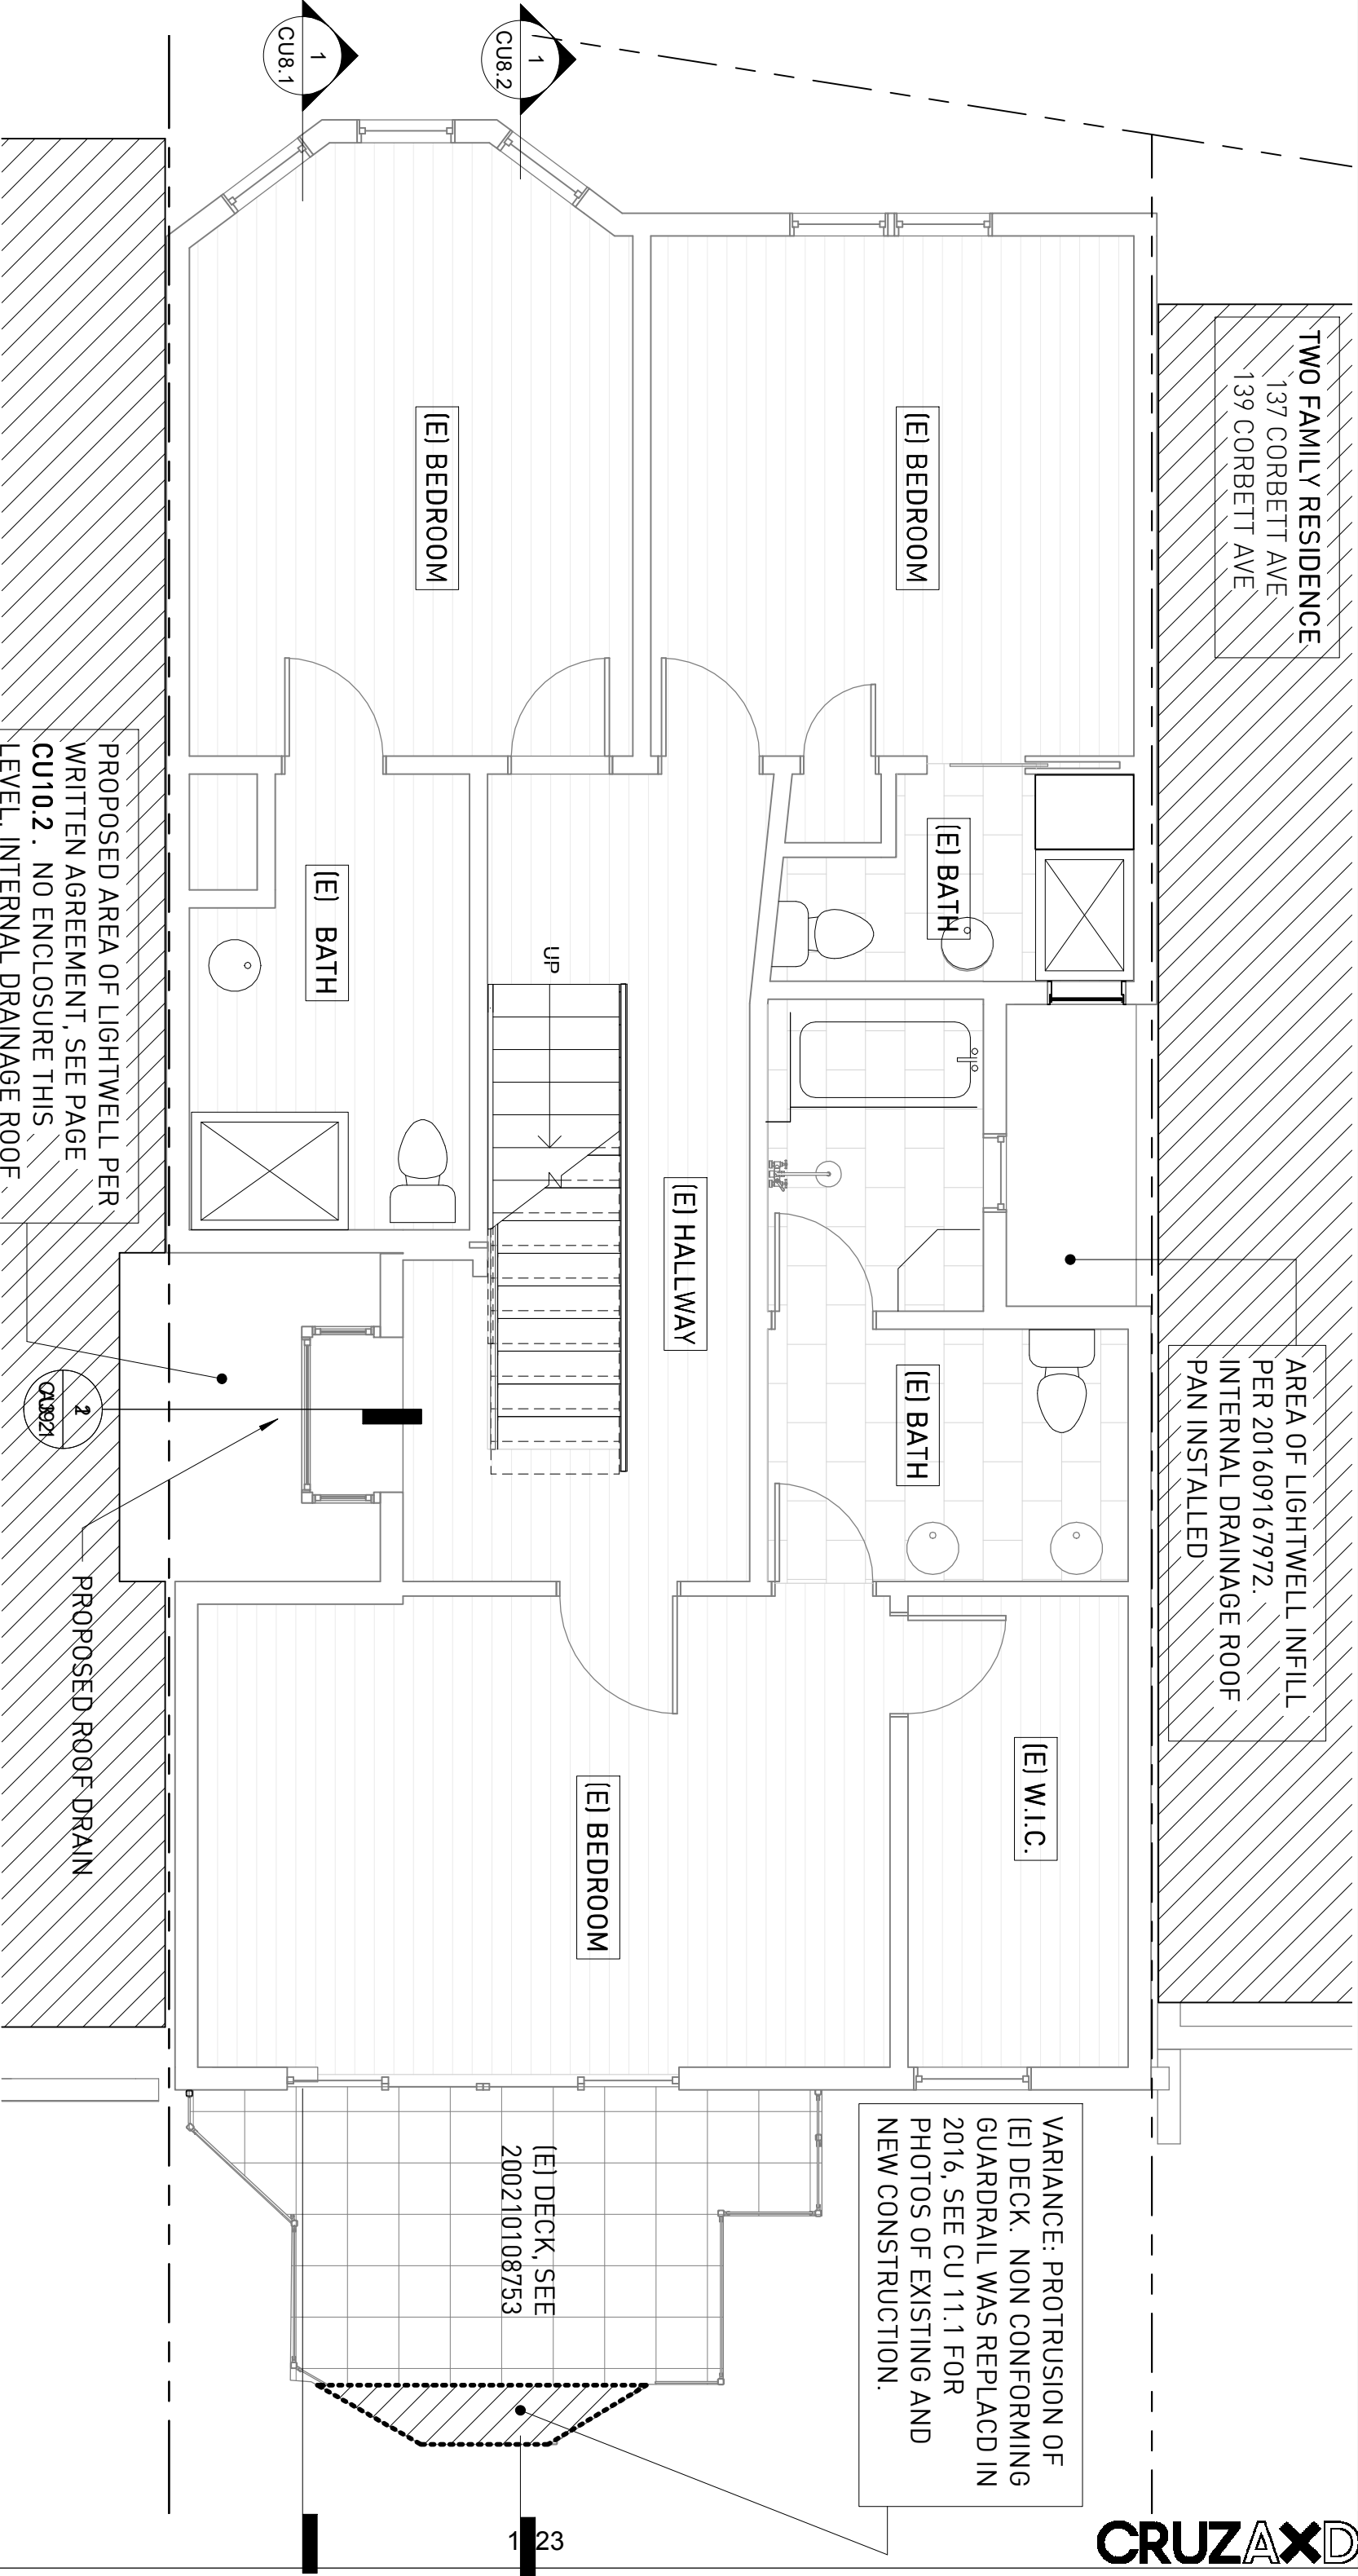 1
CU8.1
1
CU8.2
TWO FAMILY RESIDENCE
137 CORBETT AVE
139 CORBETT AVE
(E) BEDROOM
(E) BEDROOM
PROPOSED AREA OF LIGHTWELL PER
WRITTEN AGREEMENT, SEE PAGE
CU10.2 . NO ENCLOSURE THIS
LEVEL. INTERNAL DRAINAGE ROOF
(E) BATH
(E) BATH
UP
(E) HALLWAY
(E) BATH
AREA OF LIGHTWELL INFILL
PER 201609167972.
INTERNAL DRAINAGE ROOF
PAN INSTALLED
PROPOSED ROOF DRAIN
(E) W.I.C.
(E) BEDROOM
(E) DECK, SEE
200210108753
VARIANCE: PROTRUSION OF
(E) DECK. NON CONFORMING
GUARDRAIL WAS REPLACD IN
2016, SEE CU 11.1 FOR
PHOTOS OF EXISTING AND
NEW CONSTRUCTION.
CRUZAXD